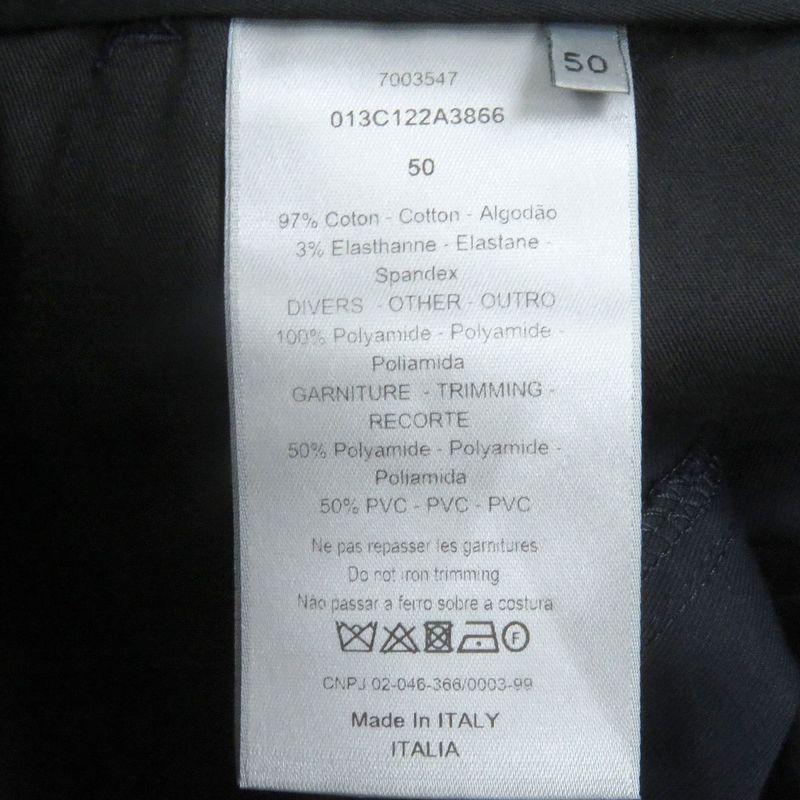 50
7003547
013C122A3866
50
97% Coton - Cotton - Algodão
3% Elasthanne - Elastane -
Spandex
DIVERS - OTHER - OUTRO
100% Polyamide - Polyamide -
Poliamida
GARNITURE - TRIMMING -
RECORTE
50% Polyamide - Polyamide -
Poliamida
50% PVC - PVC - PVC
Ne pas repasser les garnitures
Do not iron trimming
Não passar a ferro sobre a costura
F
CNPJ 02-046-366/0003-99
Made In ITALY
ITALIA